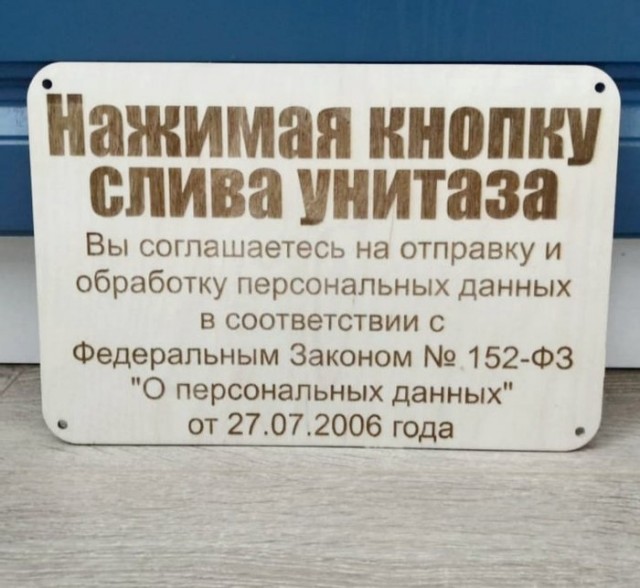 Нажимая кнопку
слива унитаза
Вы соглашаетесь на отправку и
обработку персональных данных
в соответствии с
Федеральным Законом № 152-ФЗ
"О персональных данных"
от 27.07.2006 года